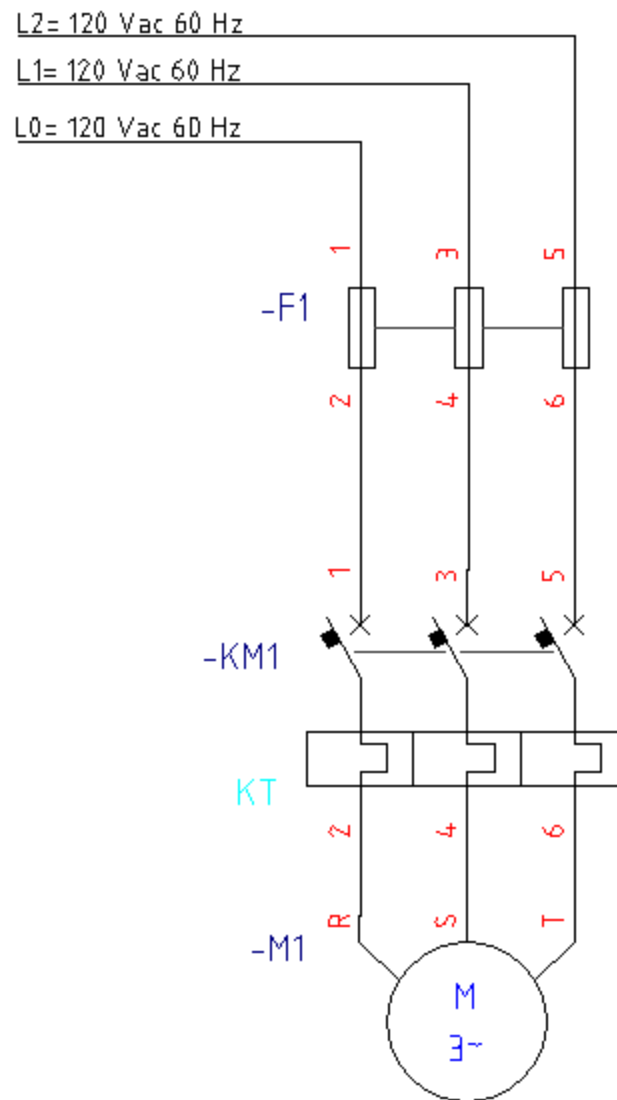 L2= 120 Vac 60 Hz
L1= 120 Vac 60 Hz
L0= 120 Vac 60 Hz
1 3 5
-F1
2 4 6
1 3 5
-KM1
KT
2 4 6
R S T
-M1
M
3~